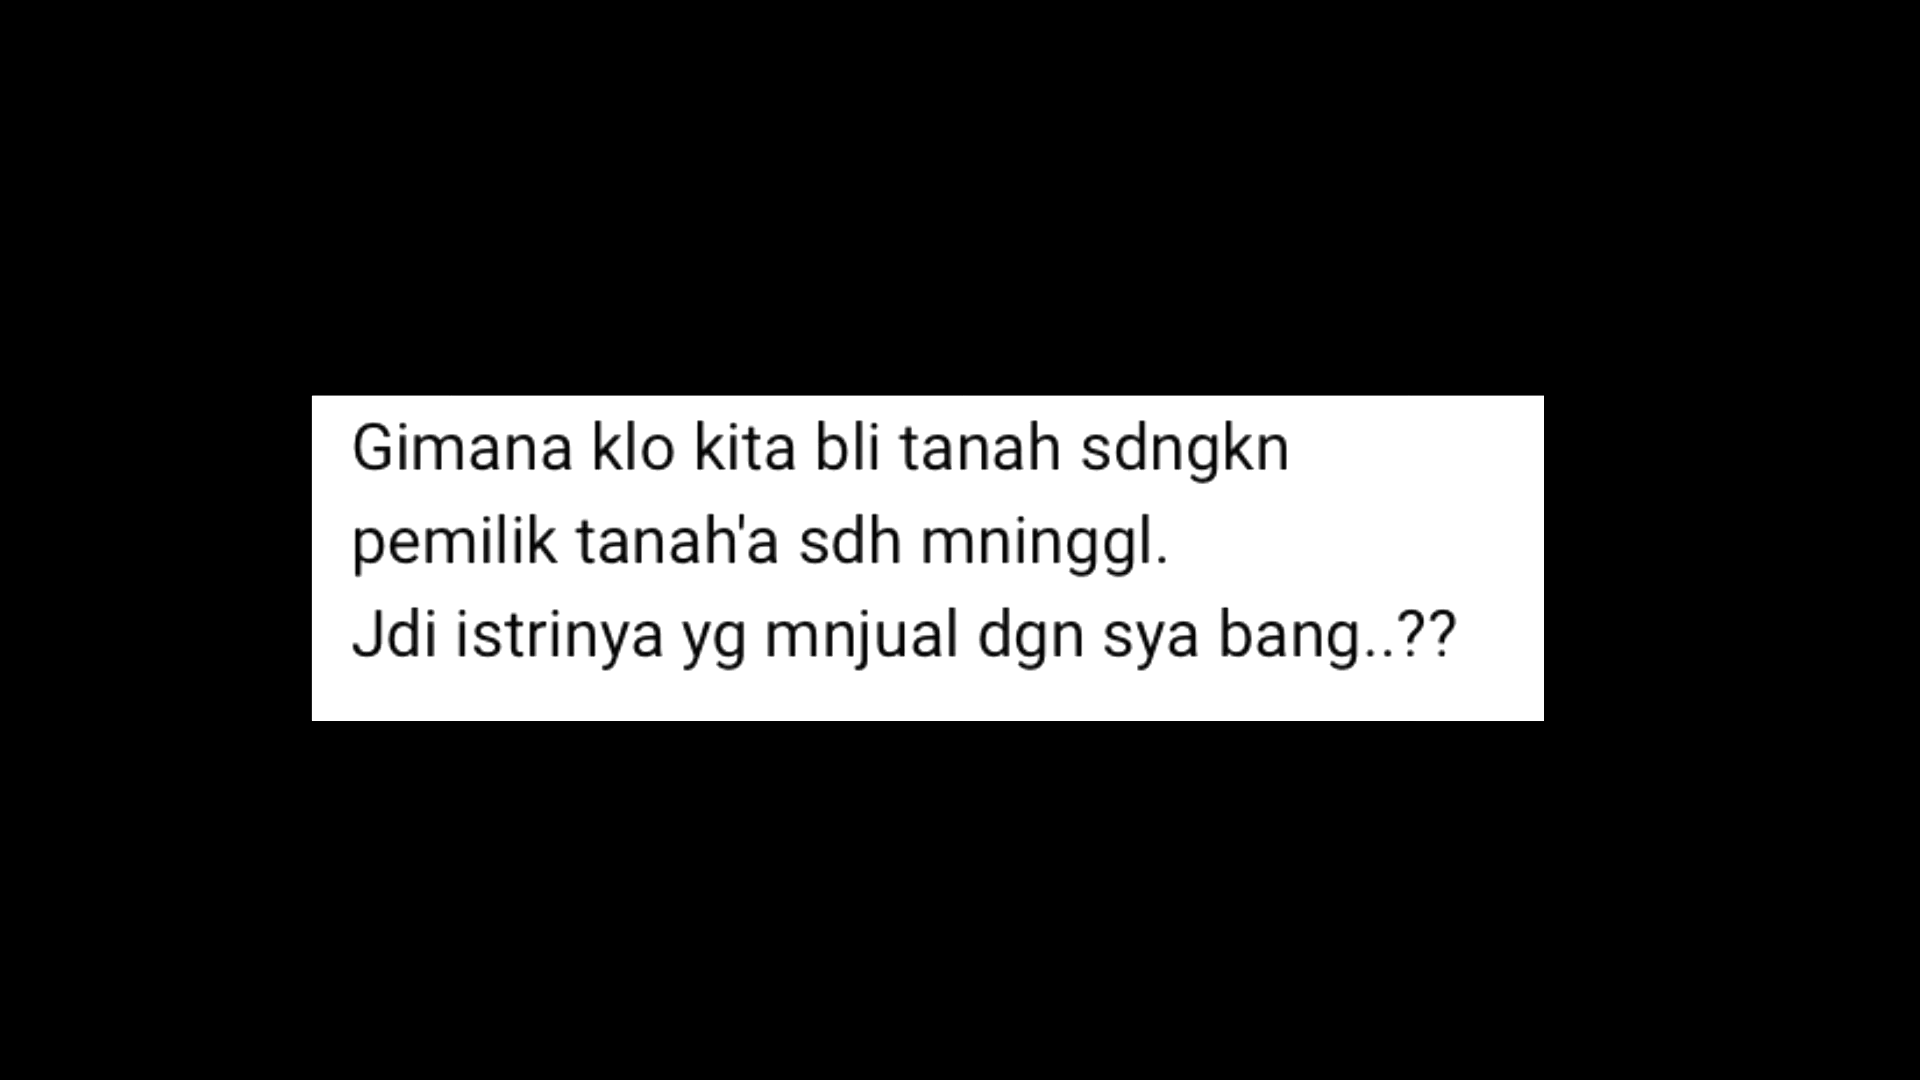 Gimana klo kita bli tanah sdngkn
pemilik tanah'a sdh mninggl.
Jdi istrinya yg mnjual dgn sya bang..??